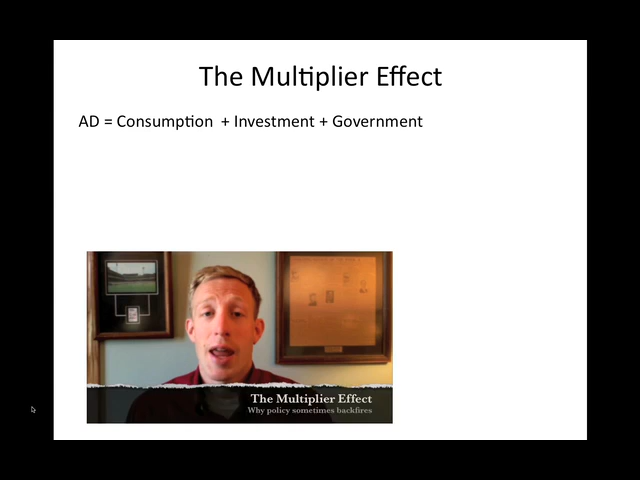 The Multiplier Effect
AD = Consumption + Investment + Government
The Multiplier Effect
Why policy sometimes backfires